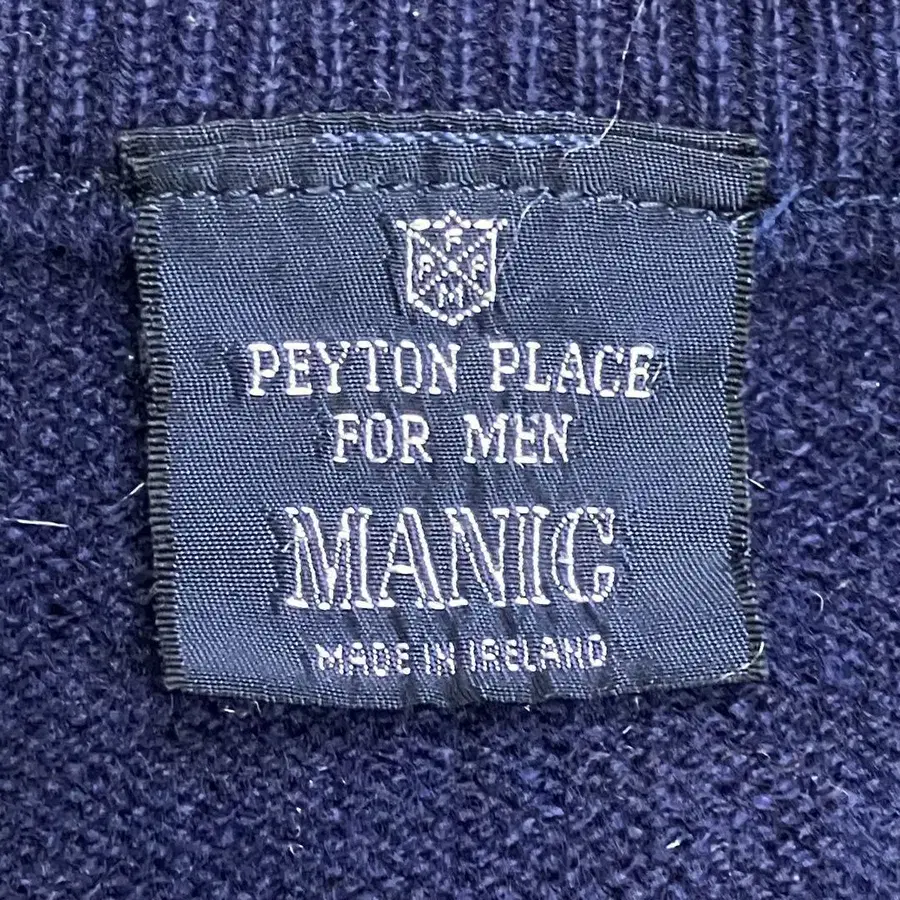 F
P F
M
PEYTON PLACE
FOR MEN
MANIC
MADE IN IRELAND